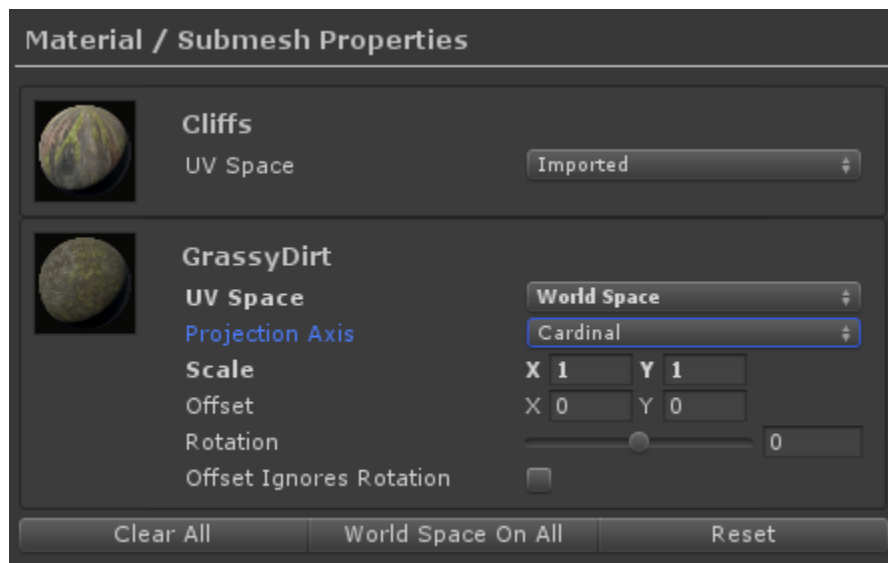 Material / Submesh Properties
Cliffs
UV Space Imported
GrassyDirt
UV Space World Space
Projection Axis Cardinal
Scale X 1 Y 1
Offset X 0 Y 0
Rotation 0
Offset Ignores Rotation
Clear All World Space On All Reset